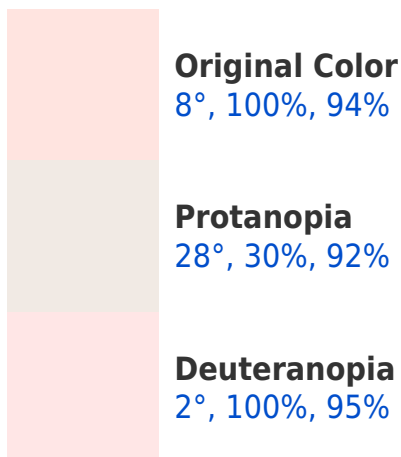 Original Color
8°, 100%, 94%
Protanopia
28°, 30%, 92%
Deuteranopia
2°, 100%, 95%